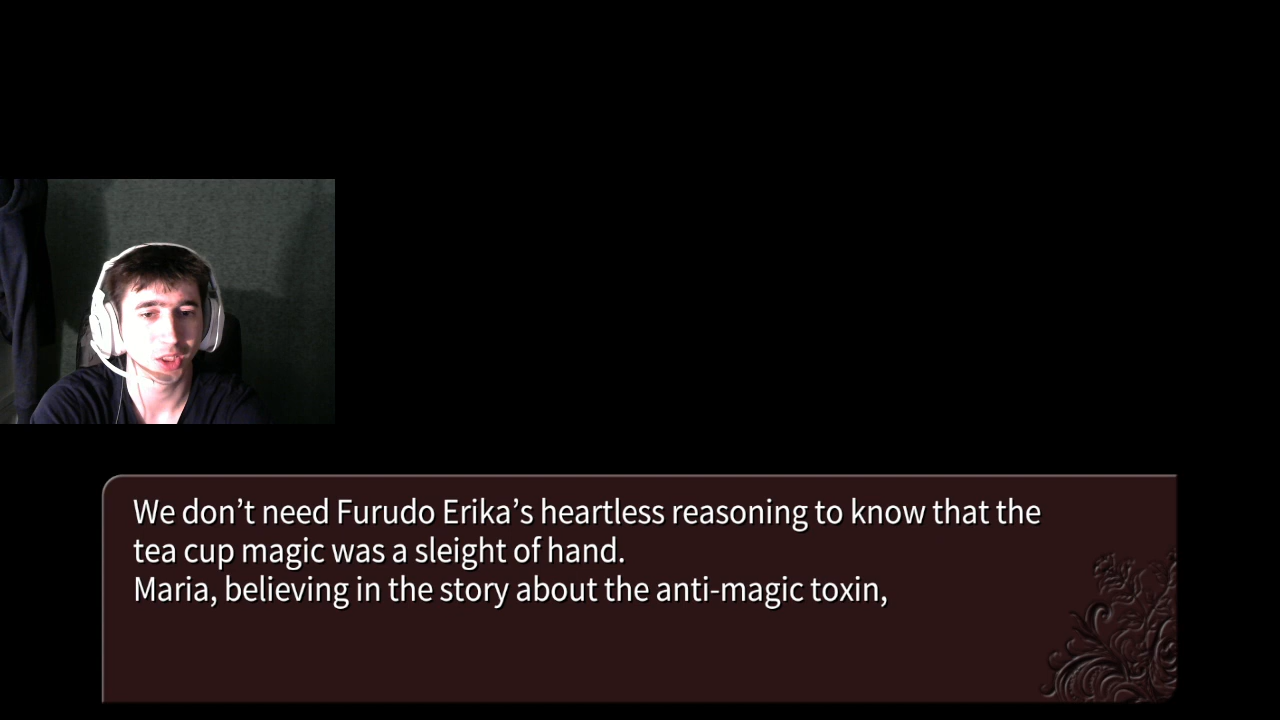 We don’t need Furudo Erika’s heartless reasoning to know that the
tea cup magic was a sleight of hand.
Maria, believing in the story about the anti-magic toxin,